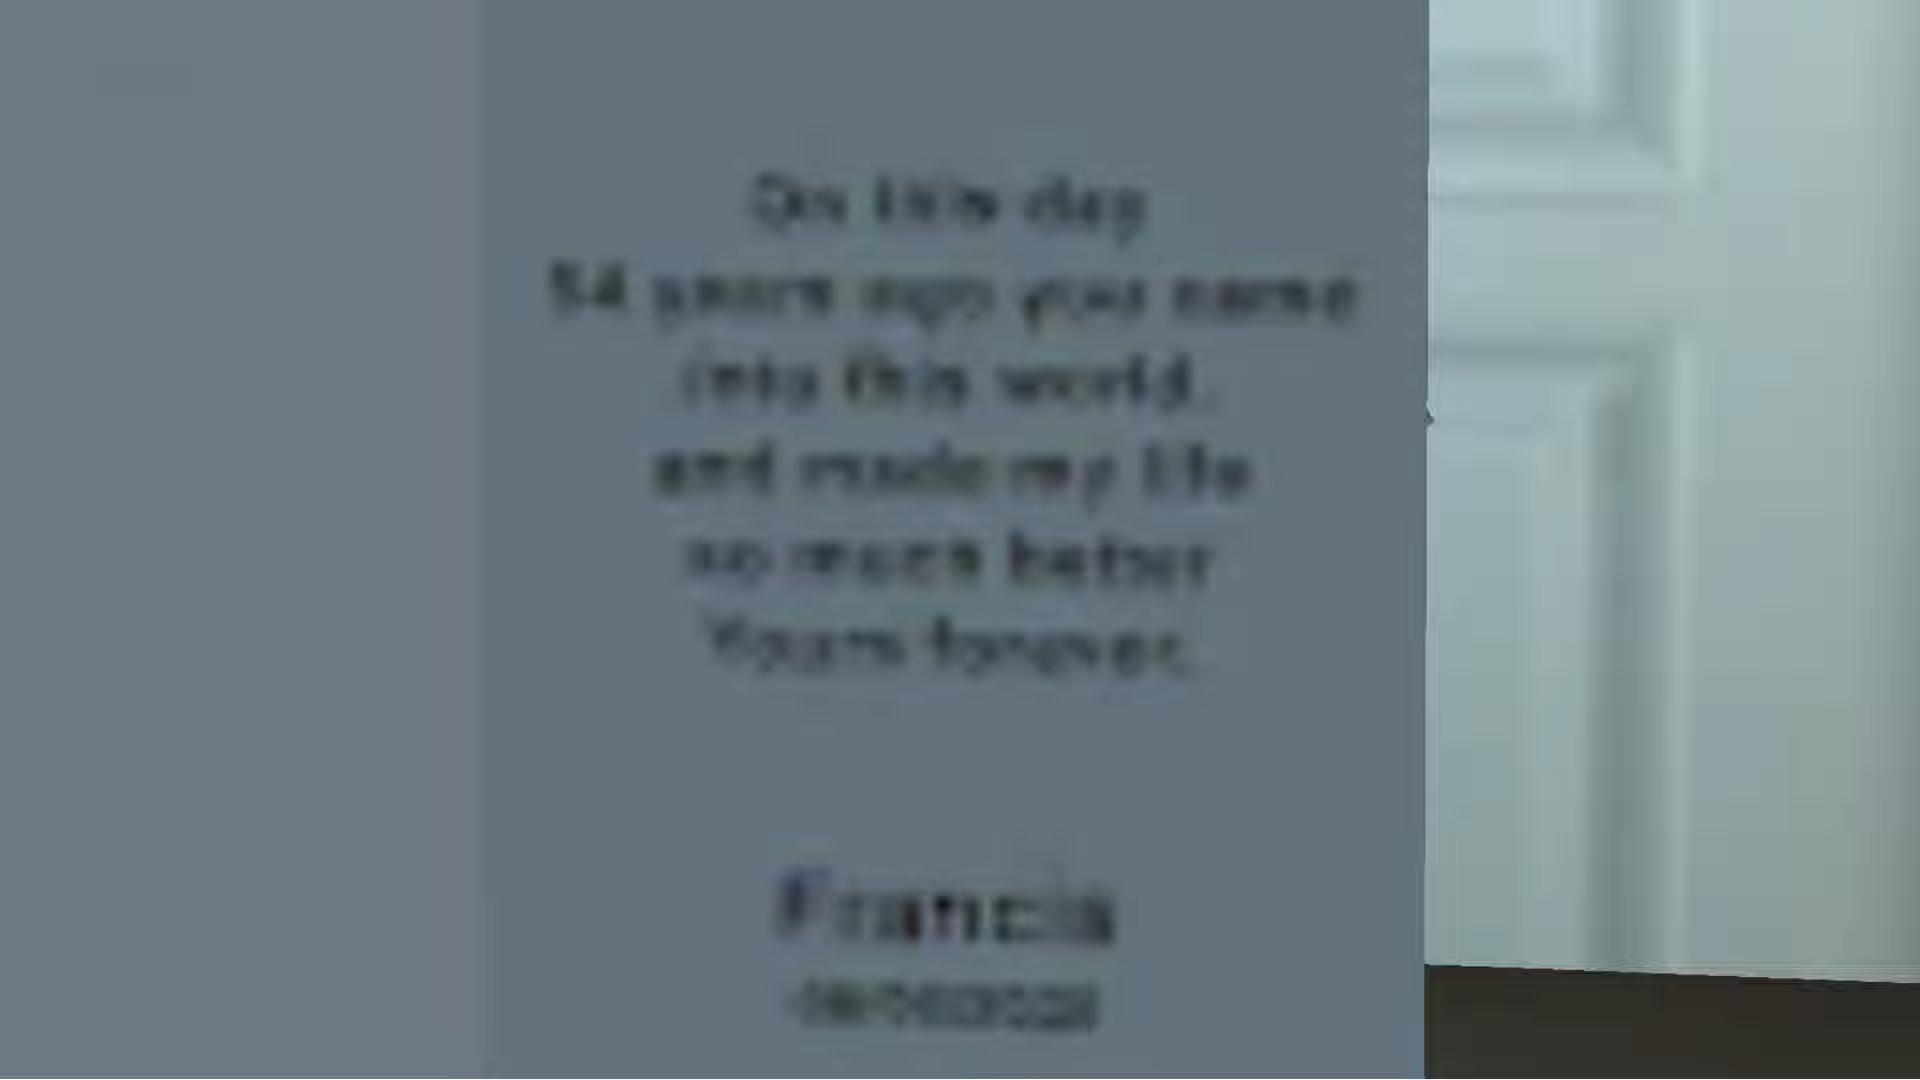 On this day
54 years ago you came
into this world,
and made my life
so much better
Yours forever,
Francis